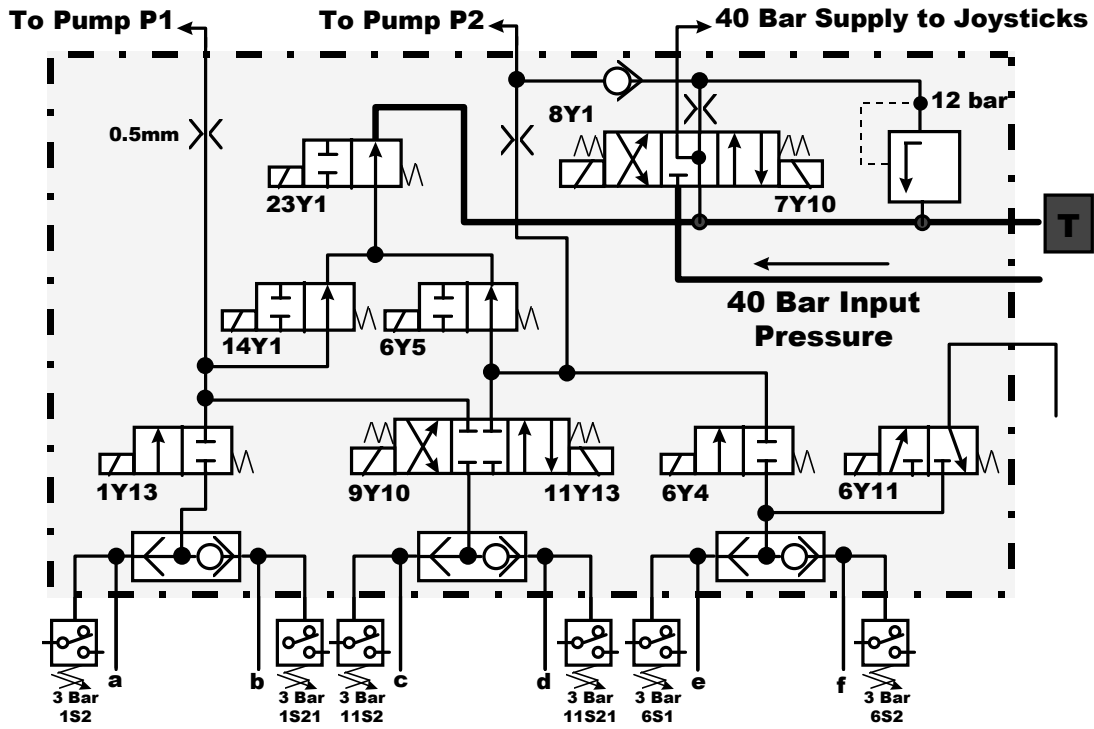 To Pump P1
To Pump P2
40 Bar Supply to Joysticks
0.5mm
8Y1
12 bar
23Y1
7Y10
T
14Y1
6Y5
40 Bar Input
Pressure
1Y13
9Y10
11Y13
6Y4
6Y11
a
b
c
d
e
f
3 Bar
1S2
3 Bar
1S21
3 Bar
11S2
3 Bar
11S21
3 Bar
6S1
3 Bar
6S2